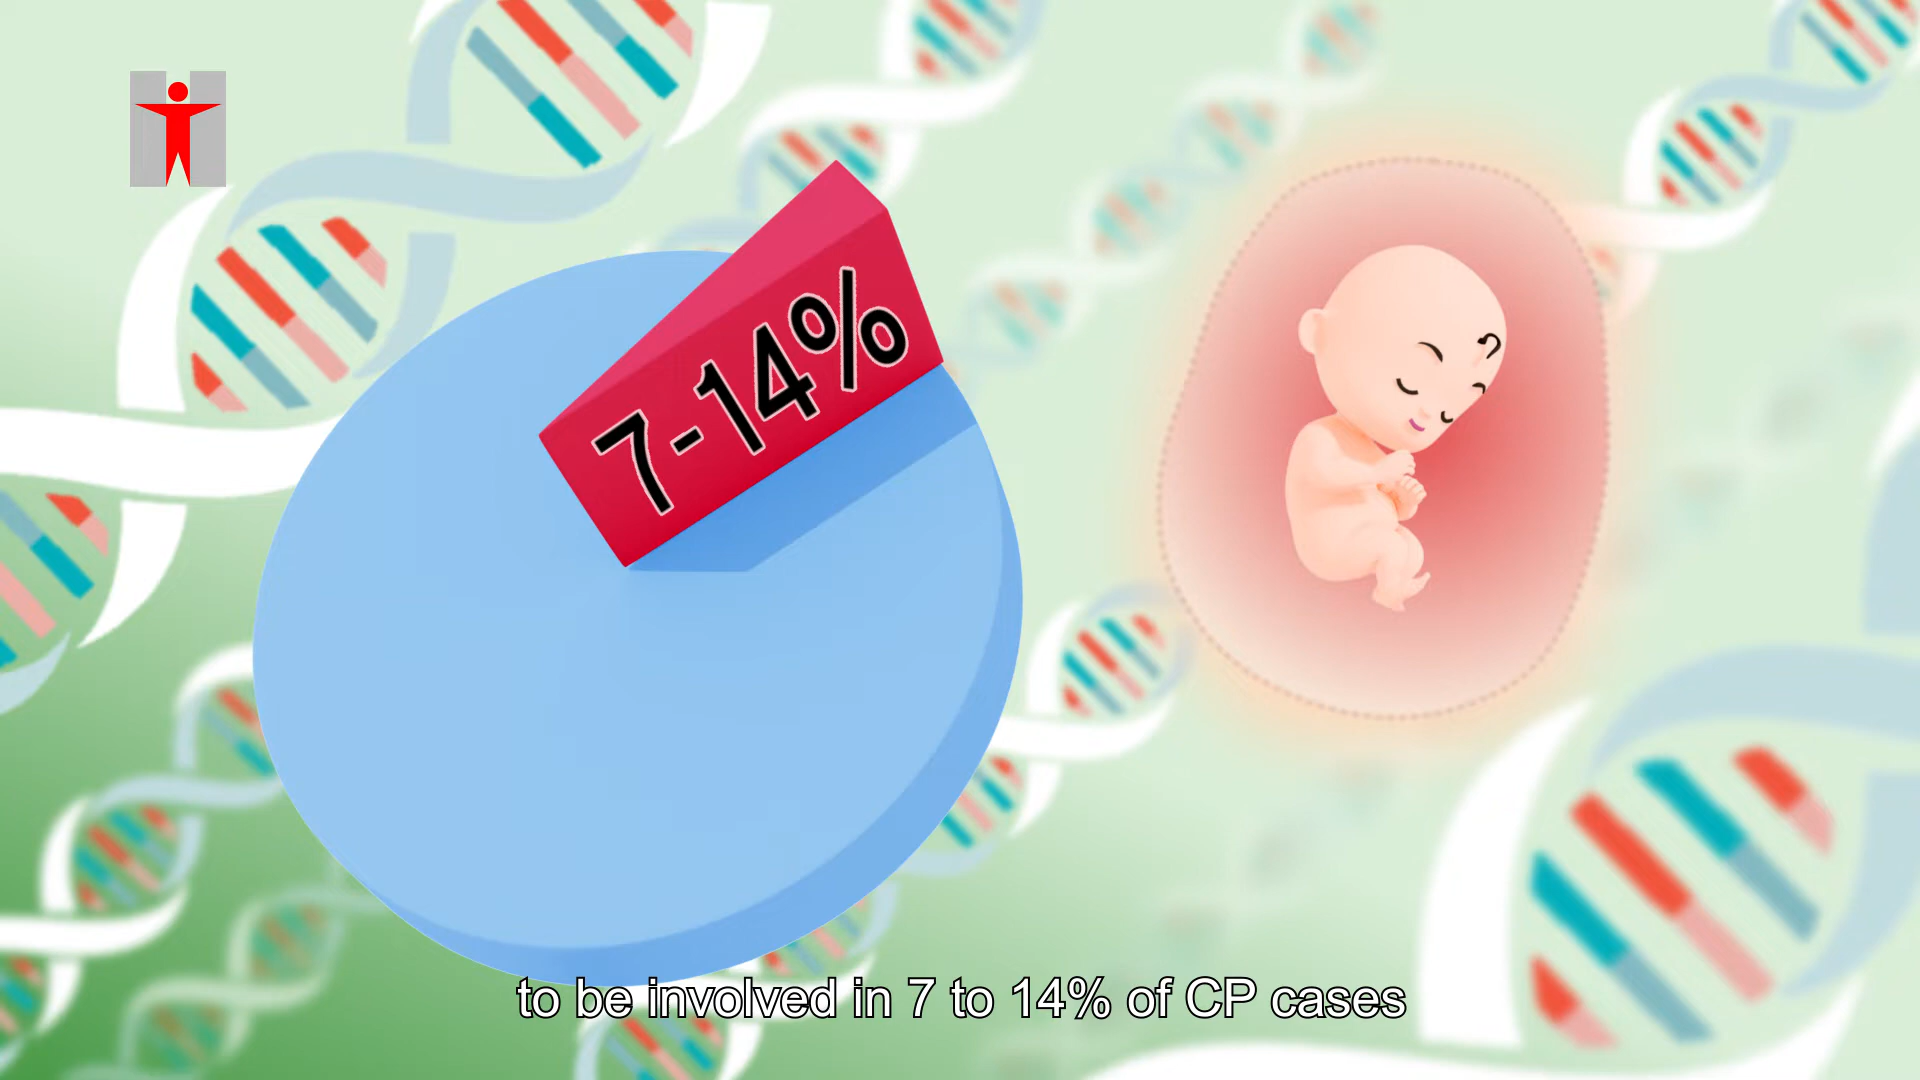 7-14%
to be involved in 7 to 14% of CP cases